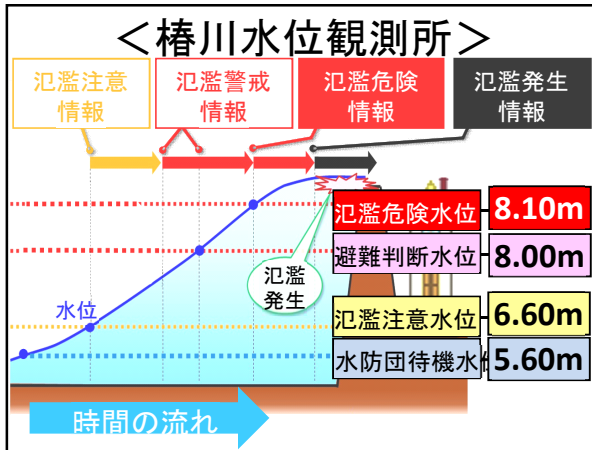 ＜椿川水位観測所＞
氾濫注意
情報
氾濫警戒
情報
氾濫危険
情報
氾濫発生
情報
氾濫危険水位 8.10m
避難判断水位 8.00m
氾濫
発生
水位
氾濫注意水位 6.60m
水防団待機水位 5.60m
時間の流れ